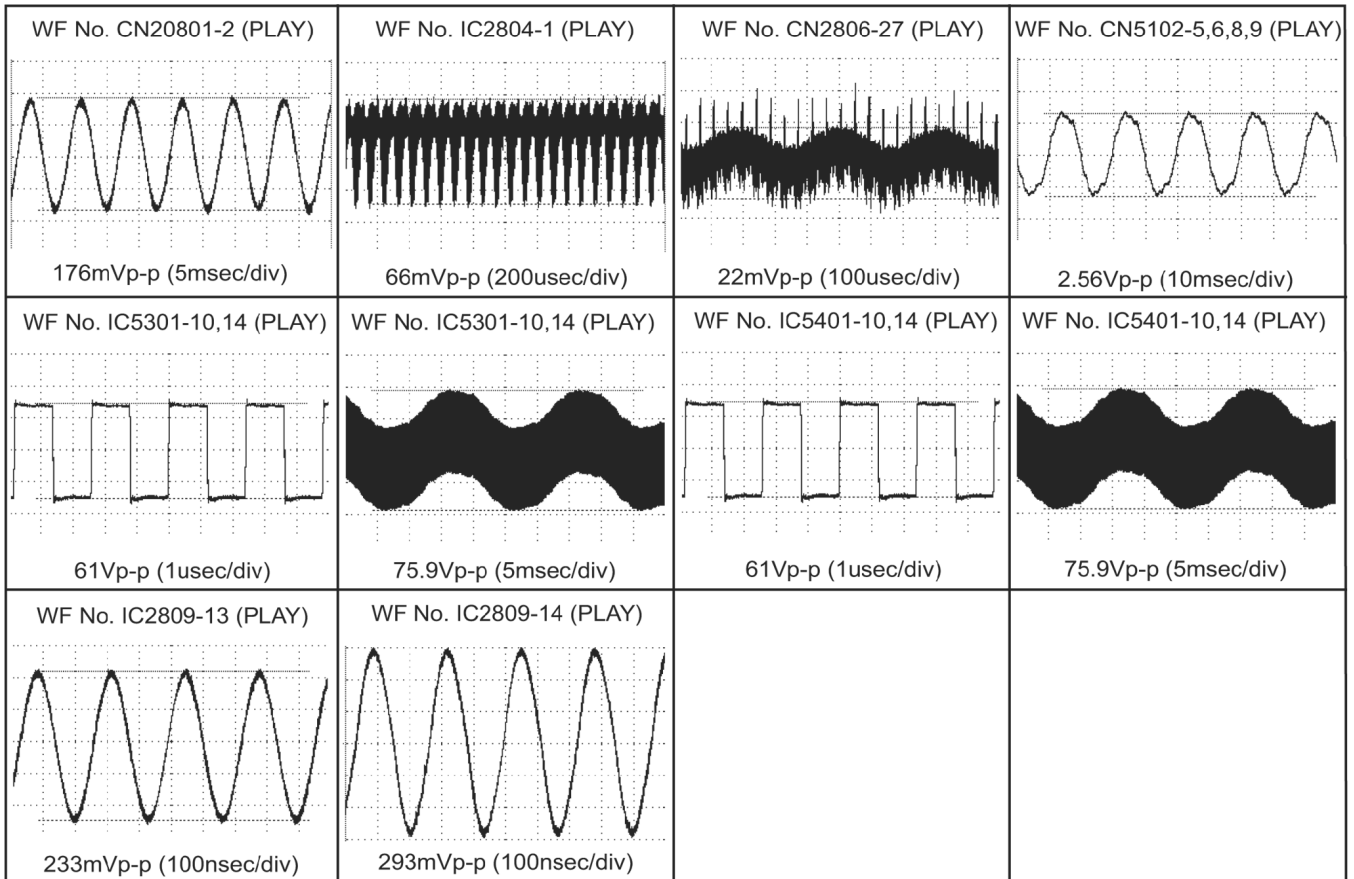 WF No. CN20801-2 (PLAY)
176mVp-p (5msec/div)
WF No. IC2804-1 (PLAY)
66mVp-p (200usec/div)
WF No. CN2806-27 (PLAY)
22mVp-p (100usec/div)
WF No. CN5102-5,6,8,9 (PLAY)
2.56Vp-p (10msec/div)
WF No. IC5301-10,14 (PLAY)
61Vp-p (1usec/div)
WF No. IC5301-10,14 (PLAY)
75.9Vp-p (5msec/div)
WF No. IC5401-10,14 (PLAY)
61Vp-p (1usec/div)
WF No. IC5401-10,14 (PLAY)
75.9Vp-p (5msec/div)
WF No. IC2809-13 (PLAY)
233mVp-p (100nsec/div)
WF No. IC2809-14 (PLAY)
293mVp-p (100nsec/div)